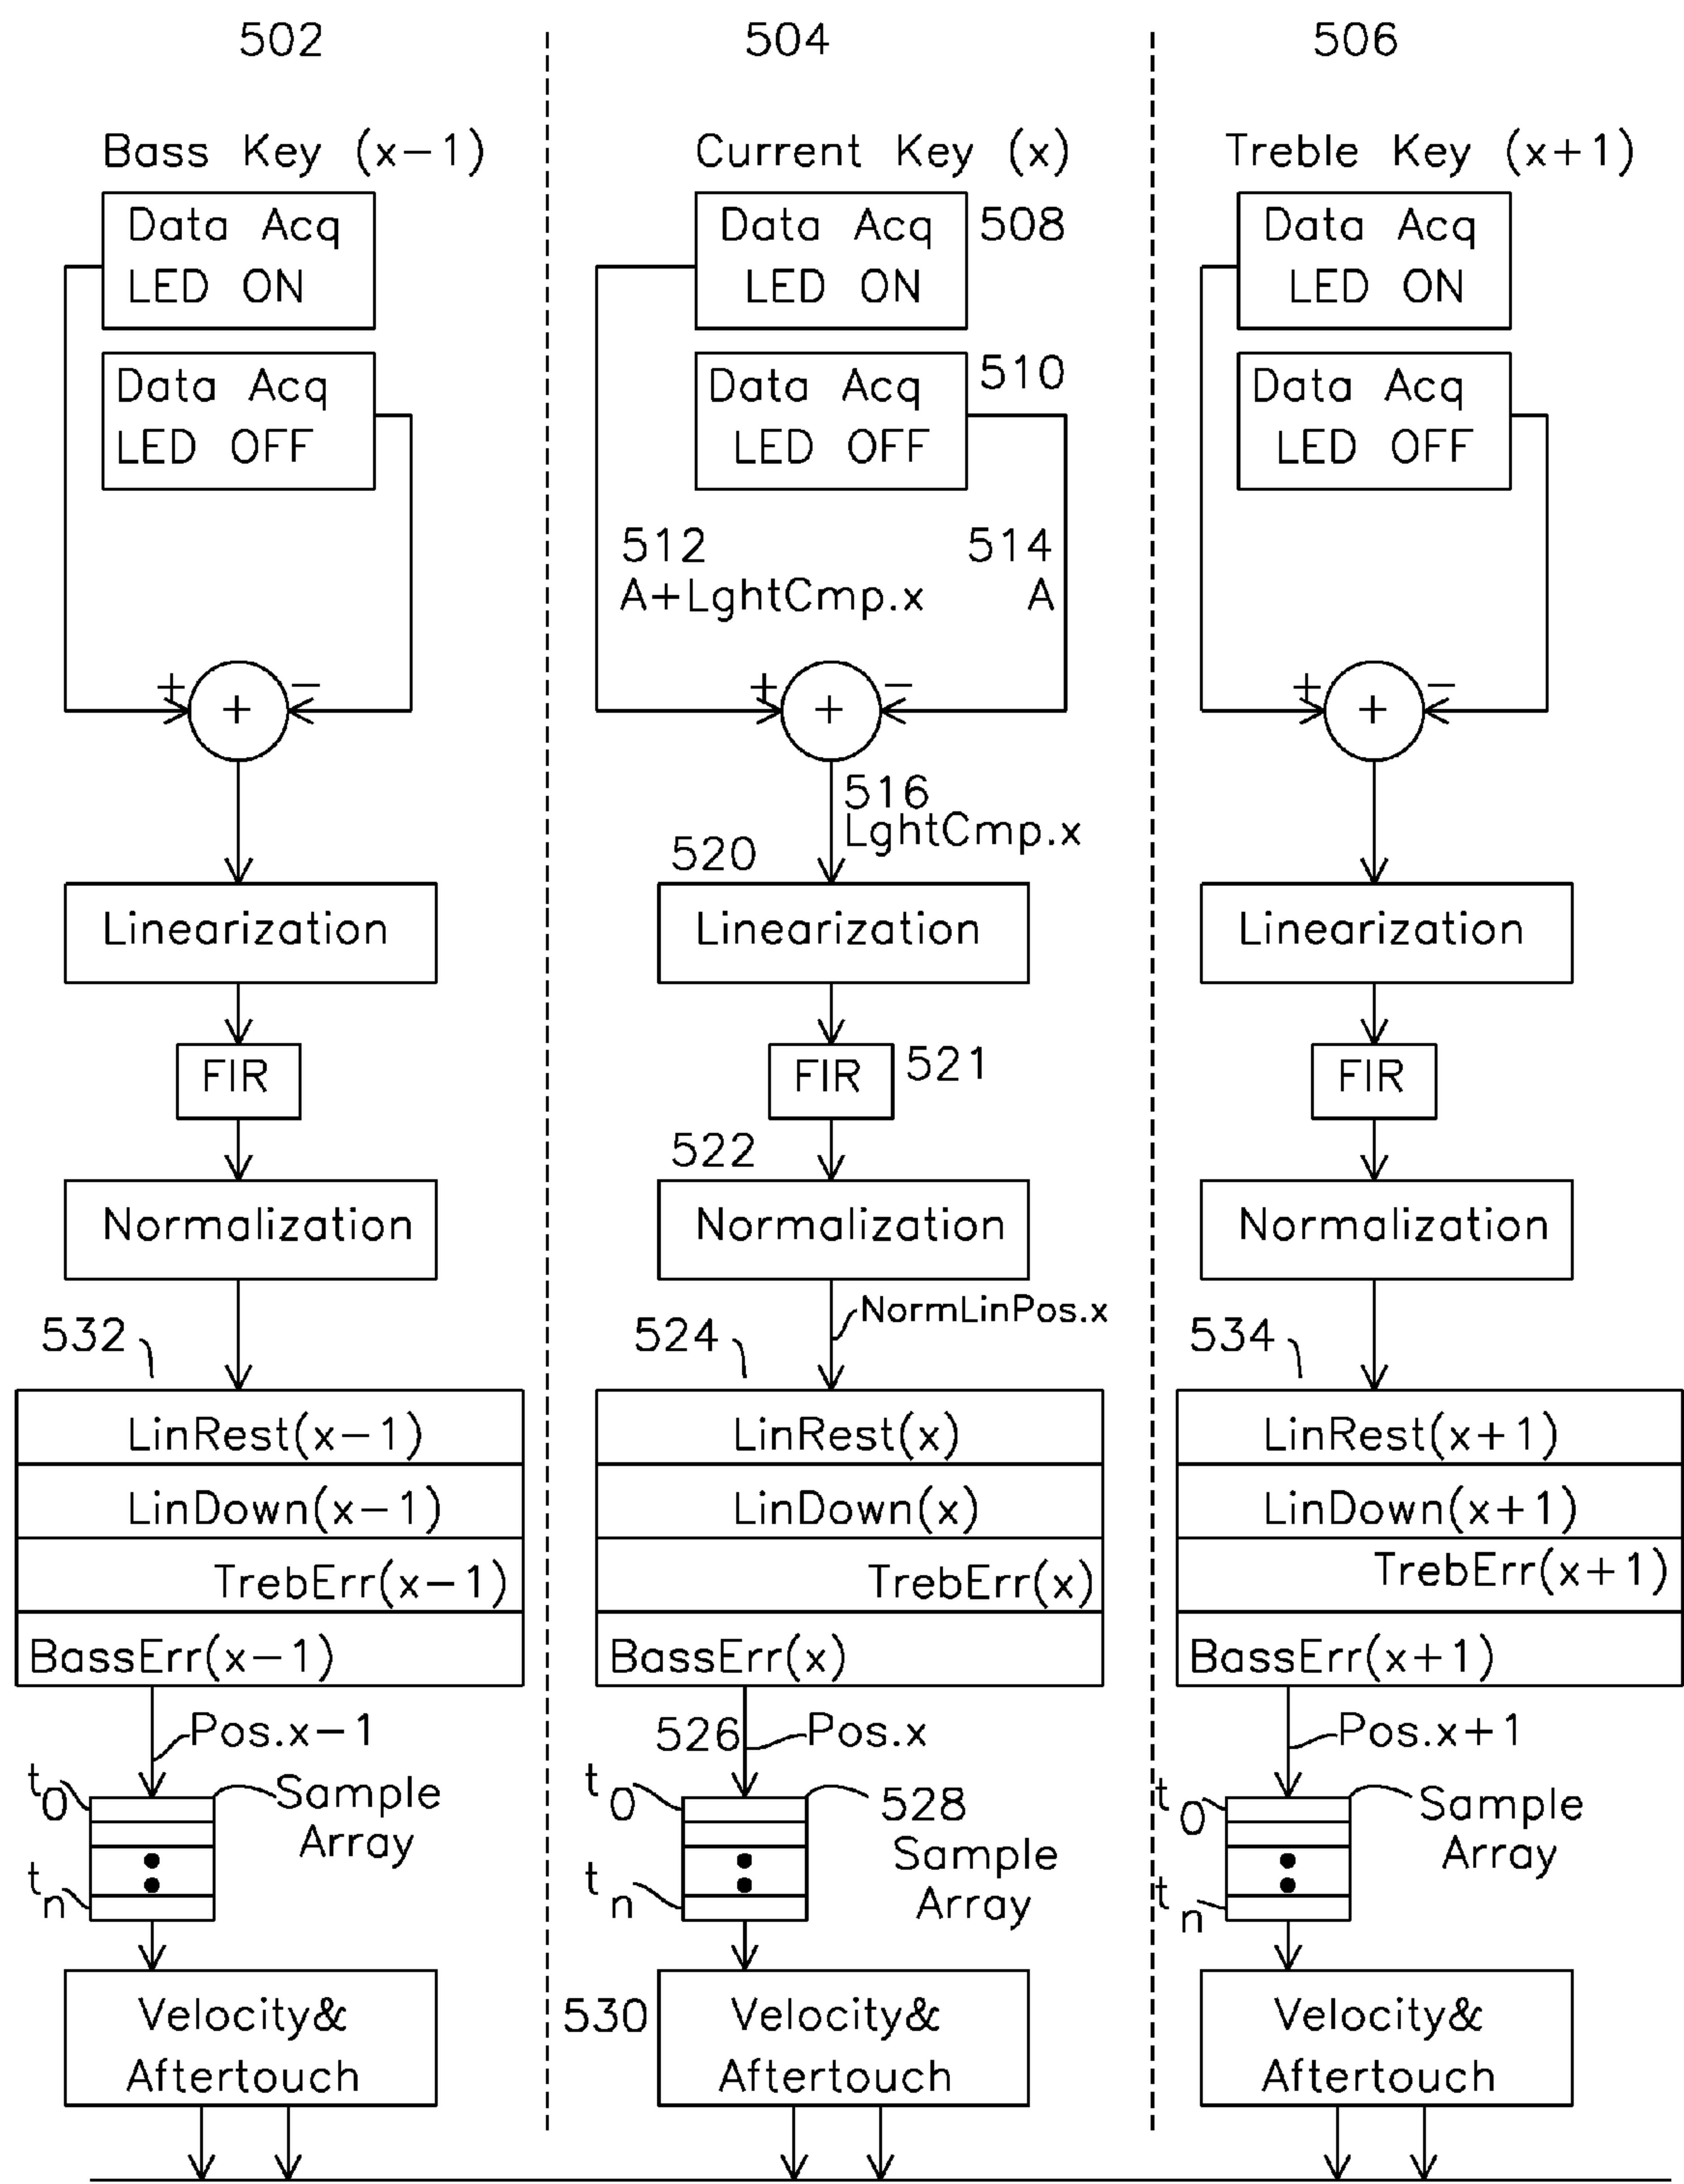 502
504
506
Bass Key (x-1)
Current Key (x)
Treble Key (x+1)
Data Acq
LED ON
Data Acq
LED ON
508
Data Acq
LED ON
Data Acq
LED OFF
Data Acq
LED OFF
510
Data Acq
LED OFF
512
A+LghtCmp.x
514
A
+
−
+
+
−
+
+
−
+
516
LghtCmp.x
520
Linearization
Linearization
Linearization
FIR
FIR
521
FIR
522
Normalization
Normalization
Normalization
NormLinPos.x
532
524
534
LinRest(x-1)
LinDown(x-1)
TrebErr(x-1)
BassErr(x-1)
LinRest(x)
LinDown(x)
TrebErr(x)
BassErr(x)
LinRest(x+1)
LinDown(x+1)
TrebErr(x+1)
BassErr(x+1)
Pos.x-1
526
Pos.x
Pos.x+1
t0
Sample
Array
tn
t0
528
Sample
Array
tn
t0
Sample
Array
tn
Velocity&
Aftertouch
530
Velocity&
Aftertouch
Velocity&
Aftertouch